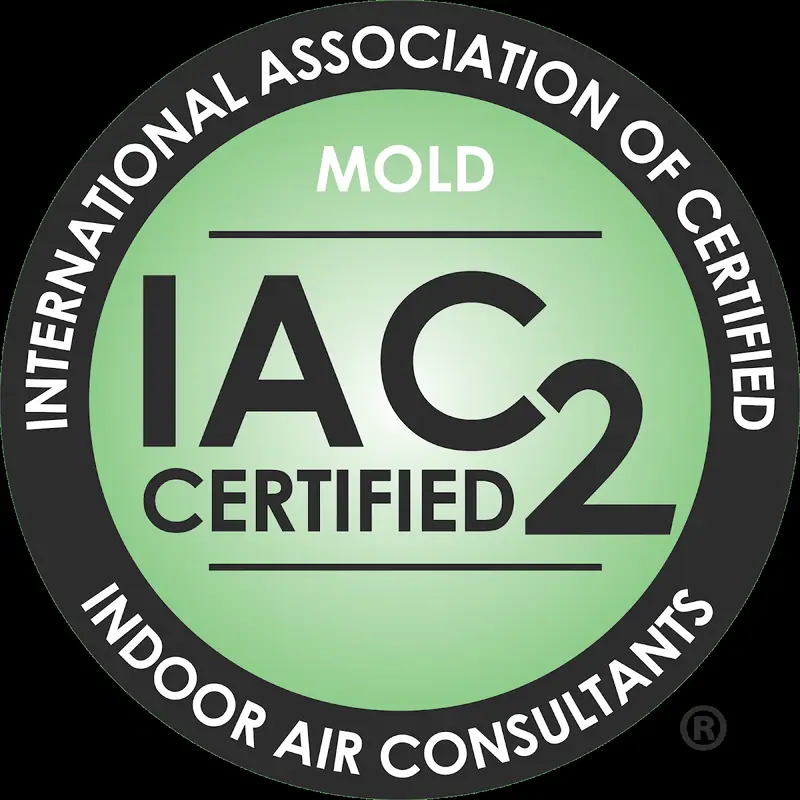 INTERNATIONAL ASSOCIATION OF CERTIFIED
MOLD
IAC2
CERTIFIED
INDOOR AIR CONSULTANTS
®